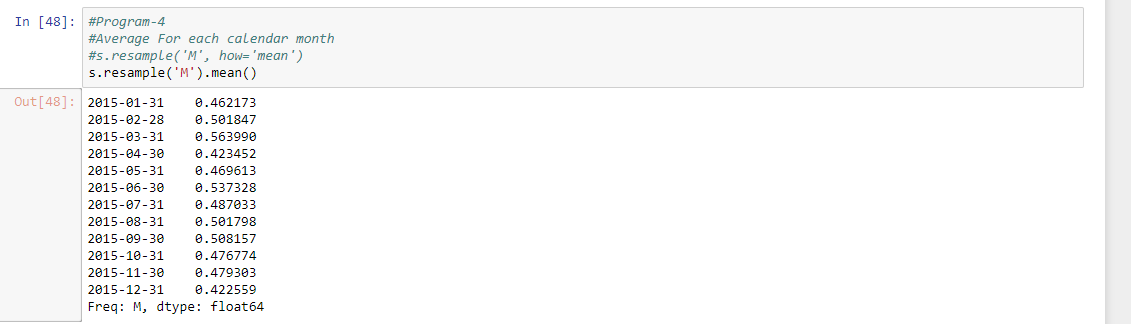 In [48]: #Program-4
#Average For each calendar month
#s.resample('M', how='mean')
s.resample('M').mean()
Out[48]: 2015-01-31    0.462173
2015-02-28    0.501847
2015-03-31    0.563990
2015-04-30    0.423452
2015-05-31    0.469613
2015-06-30    0.537328
2015-07-31    0.487033
2015-08-31    0.501798
2015-09-30    0.508157
2015-10-31    0.476774
2015-11-30    0.479303
2015-12-31    0.422559
Freq: M, dtype: float64